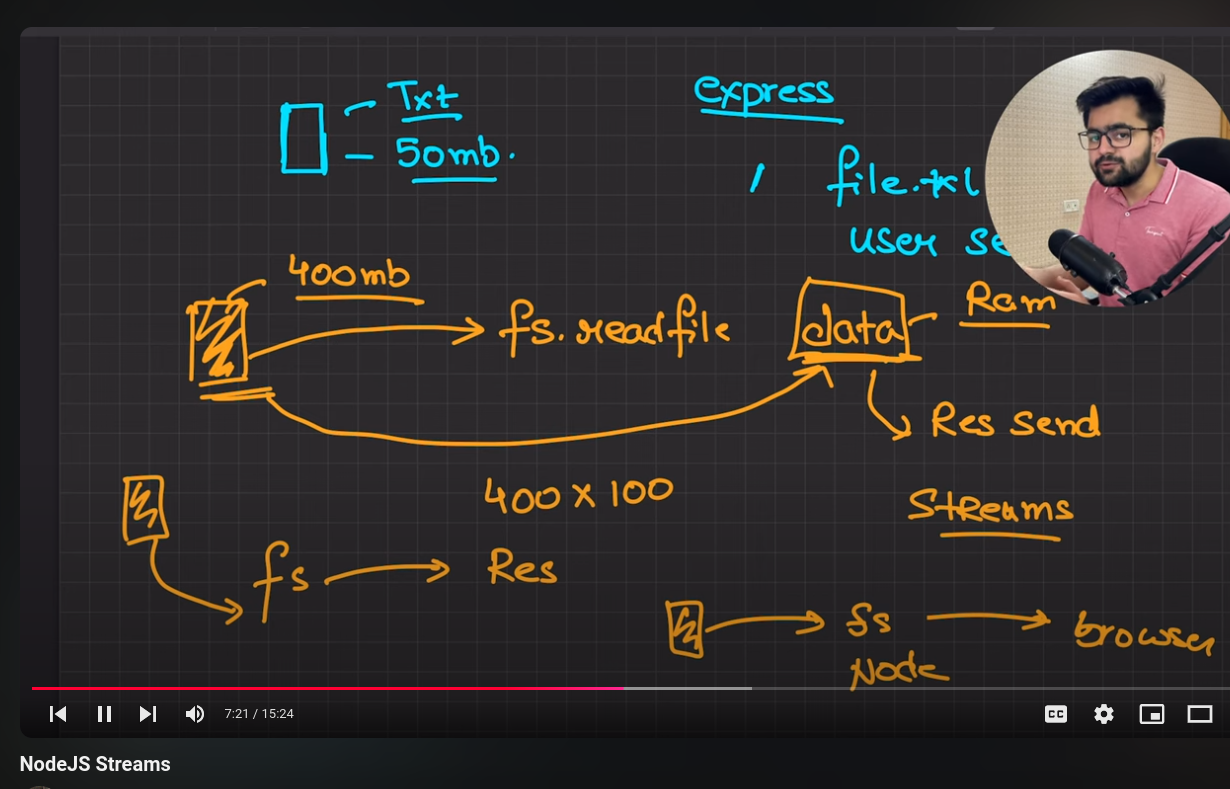 Txt
50mb.
express
/ file.txt
user se
400mb
fs.readfile
data
Ram
Res send
400 x 100
Streams
fs
Res
fs
browser
Node
7:21 / 15:24
CC
NodeJS Streams